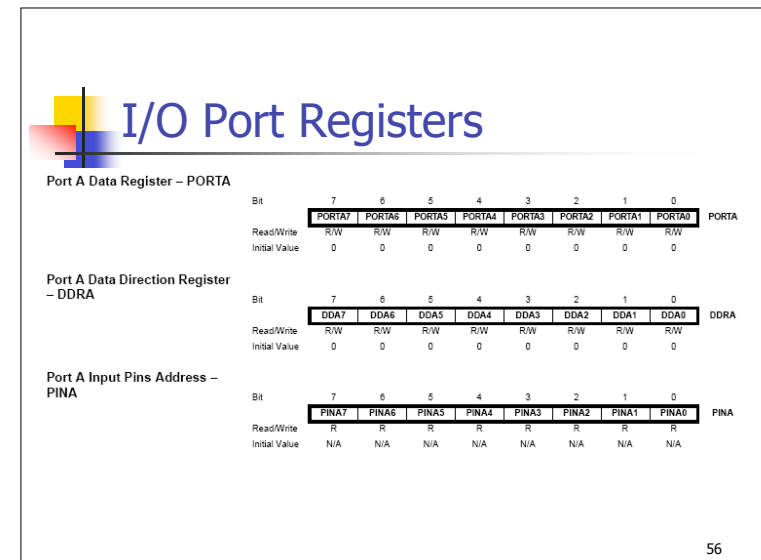 I/O Port Registers
Port A Data Register – PORTA
Bit 7 6 5 4 3 2 1 0
PORTA7 PORTA6 PORTA5 PORTA4 PORTA3 PORTA2 PORTA1 PORTA0 PORTA
Read/Write R/W R/W R/W R/W R/W R/W R/W R/W
Initial Value 0 0 0 0 0 0 0 0
Port A Data Direction Register
– DDRA
Bit 7 6 5 4 3 2 1 0
DDA7 DDA6 DDA5 DDA4 DDA3 DDA2 DDA1 DDA0 DDRA
Read/Write R/W R/W R/W R/W R/W R/W R/W R/W
Initial Value 0 0 0 0 0 0 0 0
Port A Input Pins Address –
PINA
Bit 7 6 5 4 3 2 1 0
PINA7 PINA6 PINA5 PINA4 PINA3 PINA2 PINA1 PINA0 PINA
Read/Write R R R R R R R R
Initial Value N/A N/A N/A N/A N/A N/A N/A N/A
56